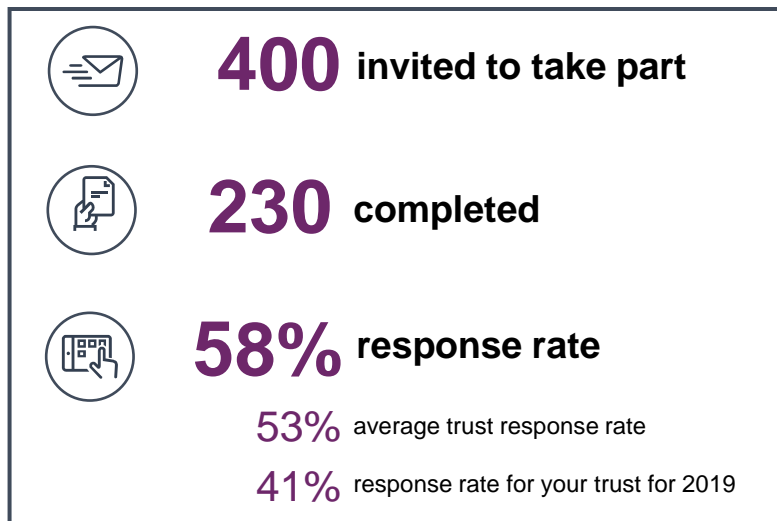 400 invited to take part
230 completed
58% response rate
53% average trust response rate
41% response rate for your trust for 2019